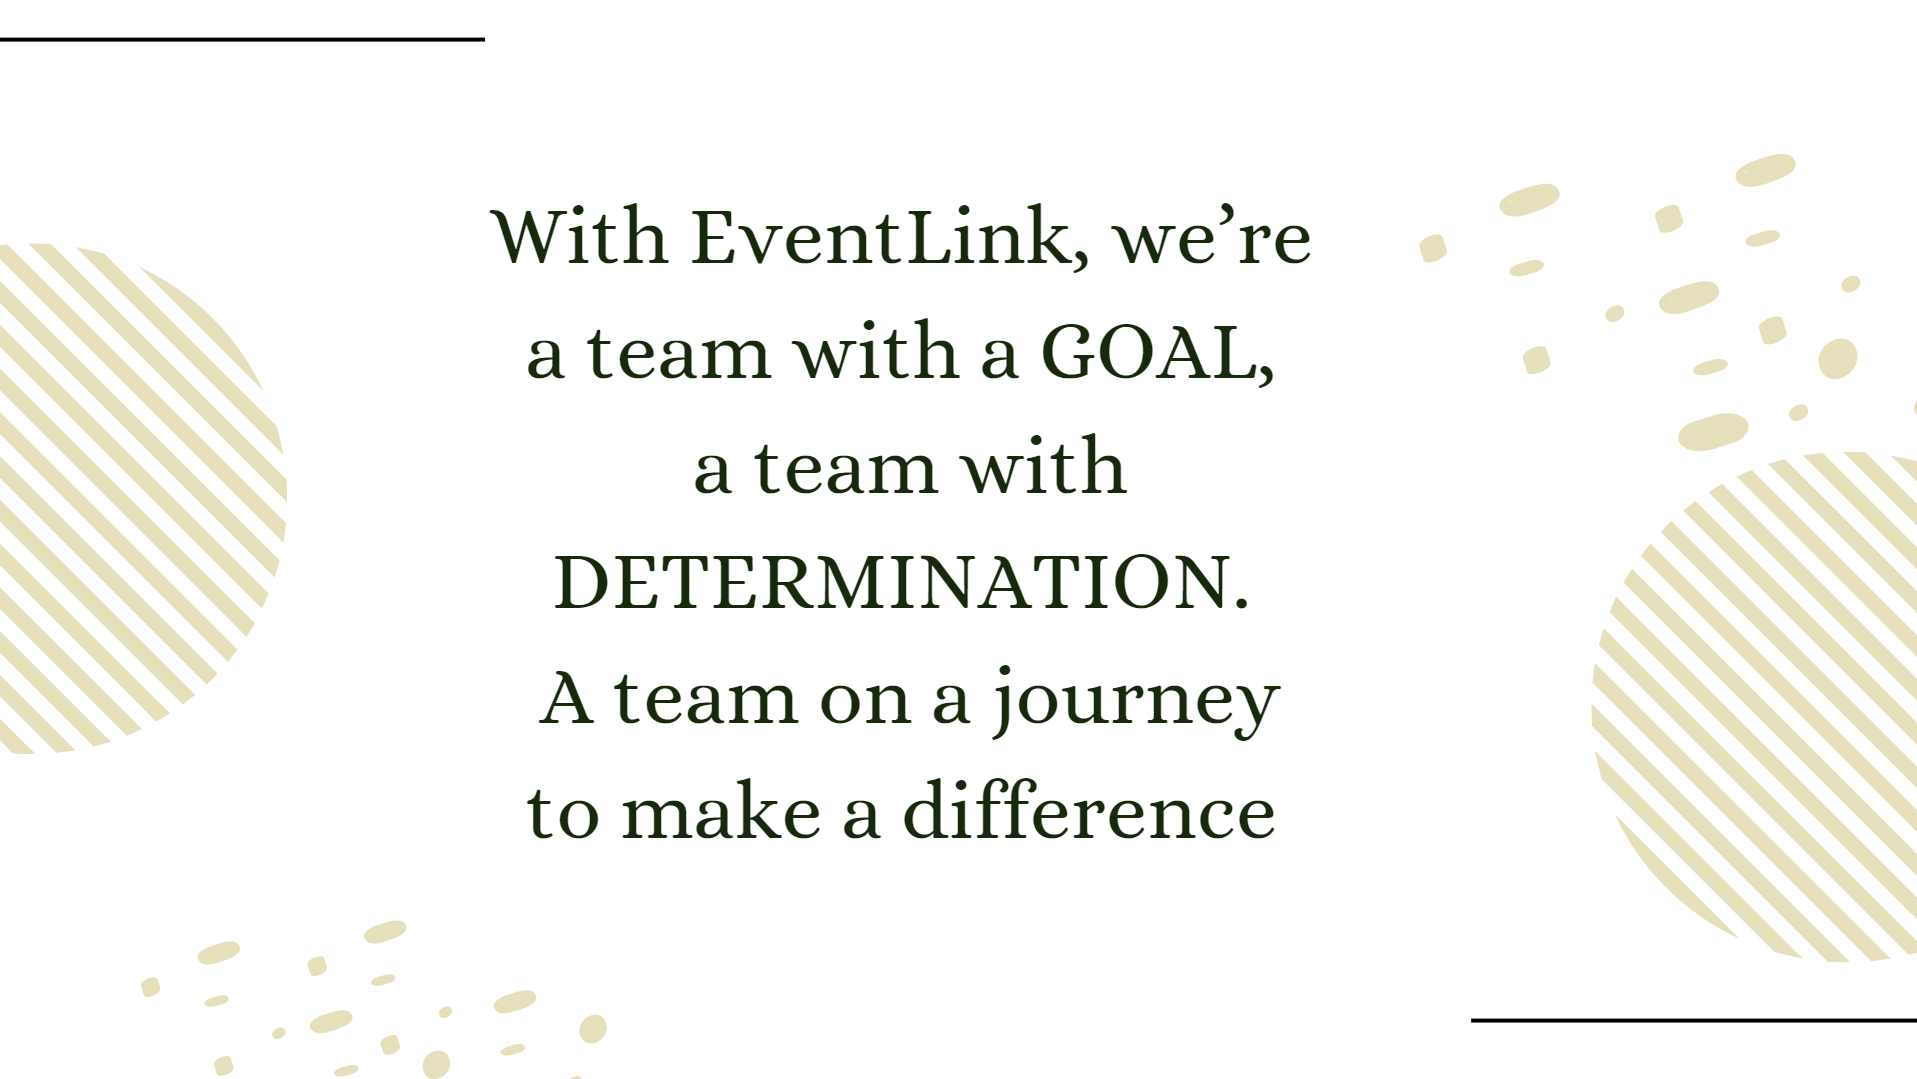 With EventLink, we’re
a team with a GOAL,
a team with
DETERMINATION.
A team on a journey
to make a difference